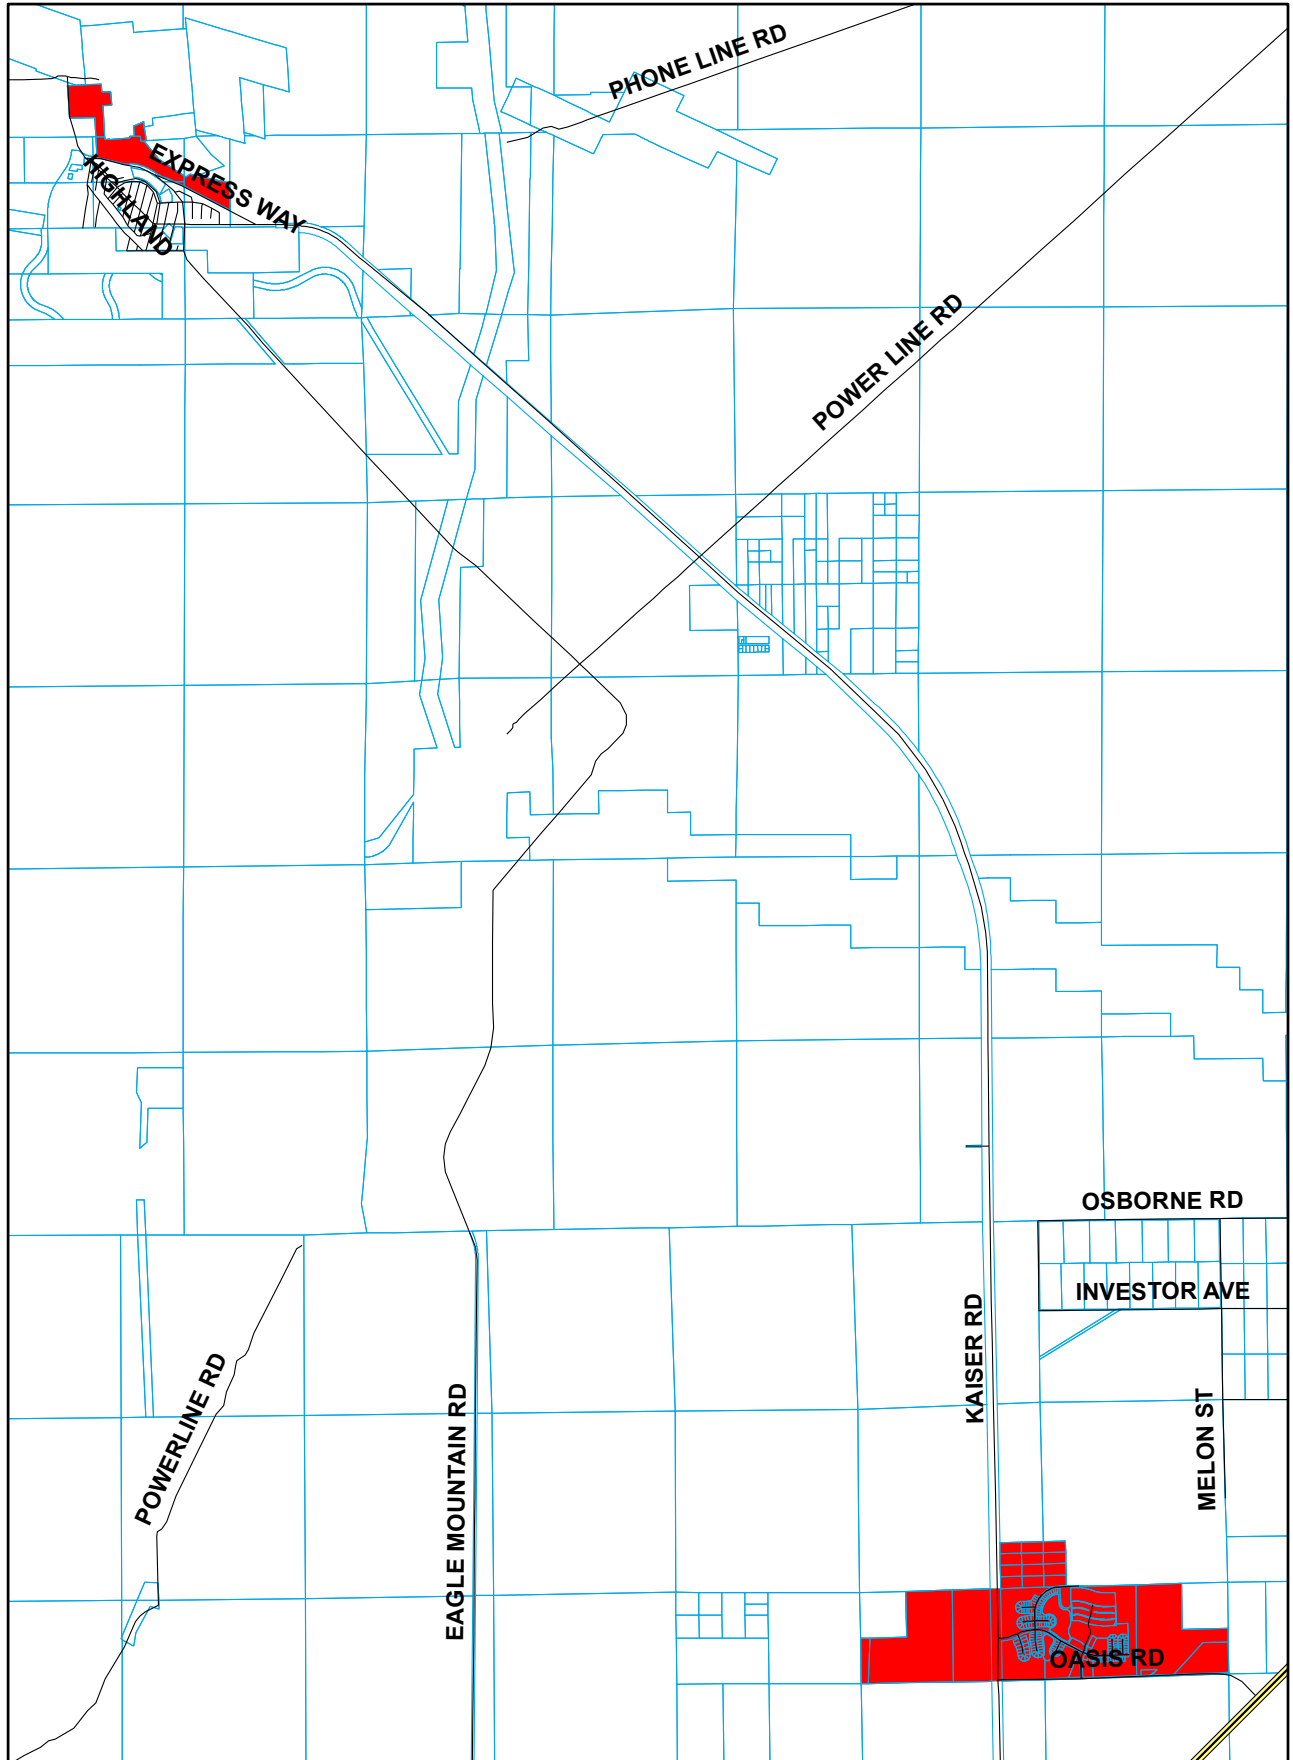 PHONE LINE RD
EXPRESS WAY
HIGHLAND
POWER LINE RD
OSBORNE RD
INVESTOR AVE
KAISER RD
POWERLINE RD
EAGLE MOUNTAIN RD
MELON ST
OASIS RD